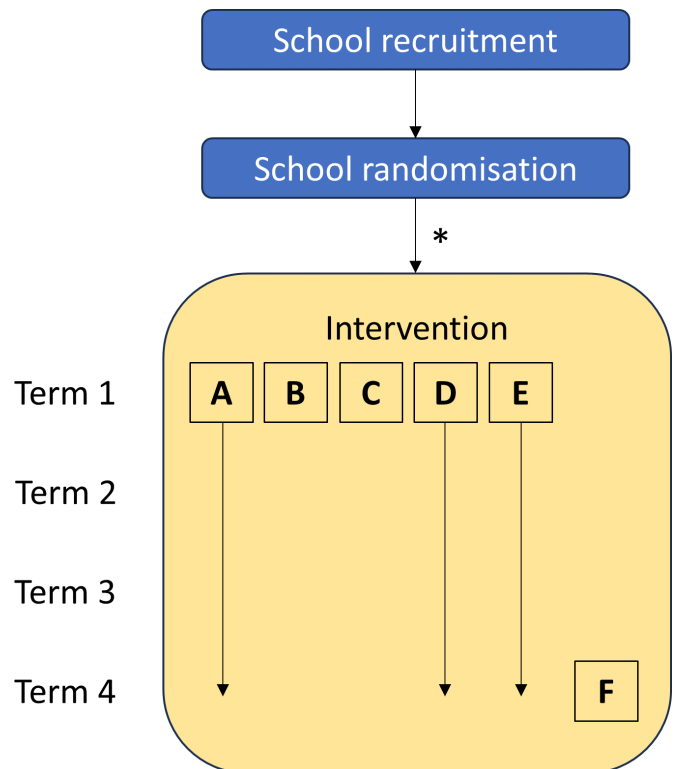 School recruitment
School randomisation
*
Intervention
Term 1 A B C D E
Term 2
Term 3
Term 4 F